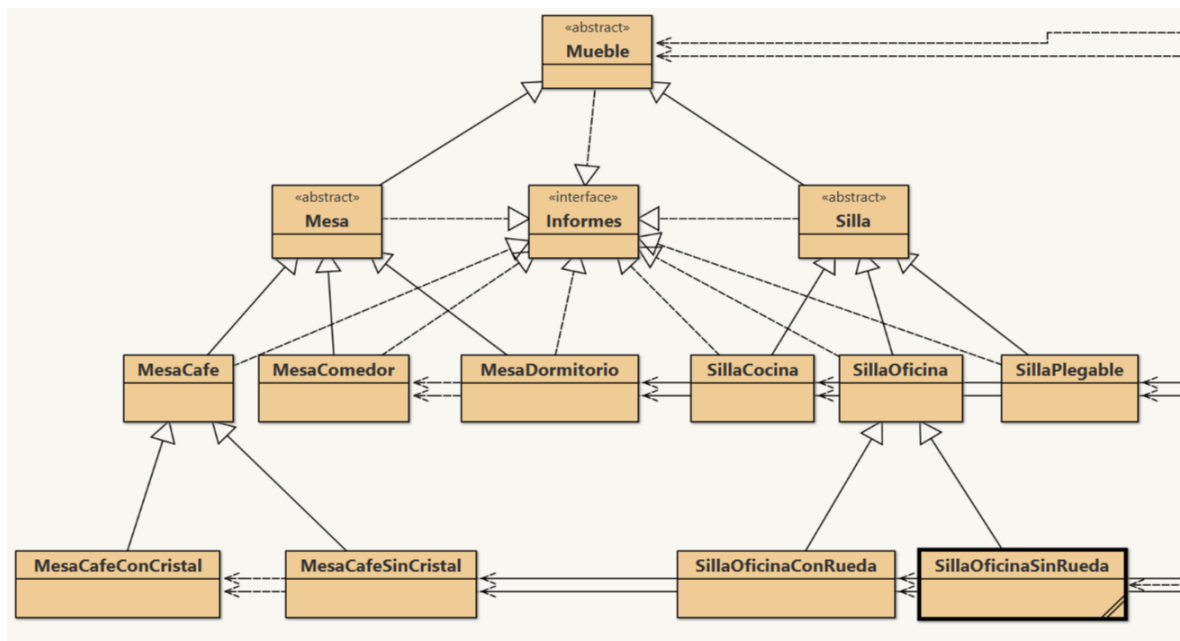 «abstract»
Mueble
«abstract»
Mesa
«interface»
Informes
«abstract»
Silla
MesaCafe
MesaComedor
MesaDormitorio
SillaCocina
SillaOficina
SillaPlegable
MesaCafeConCristal
MesaCafeSinCristal
SillaOficinaConRueda
SillaOficinaSinRueda